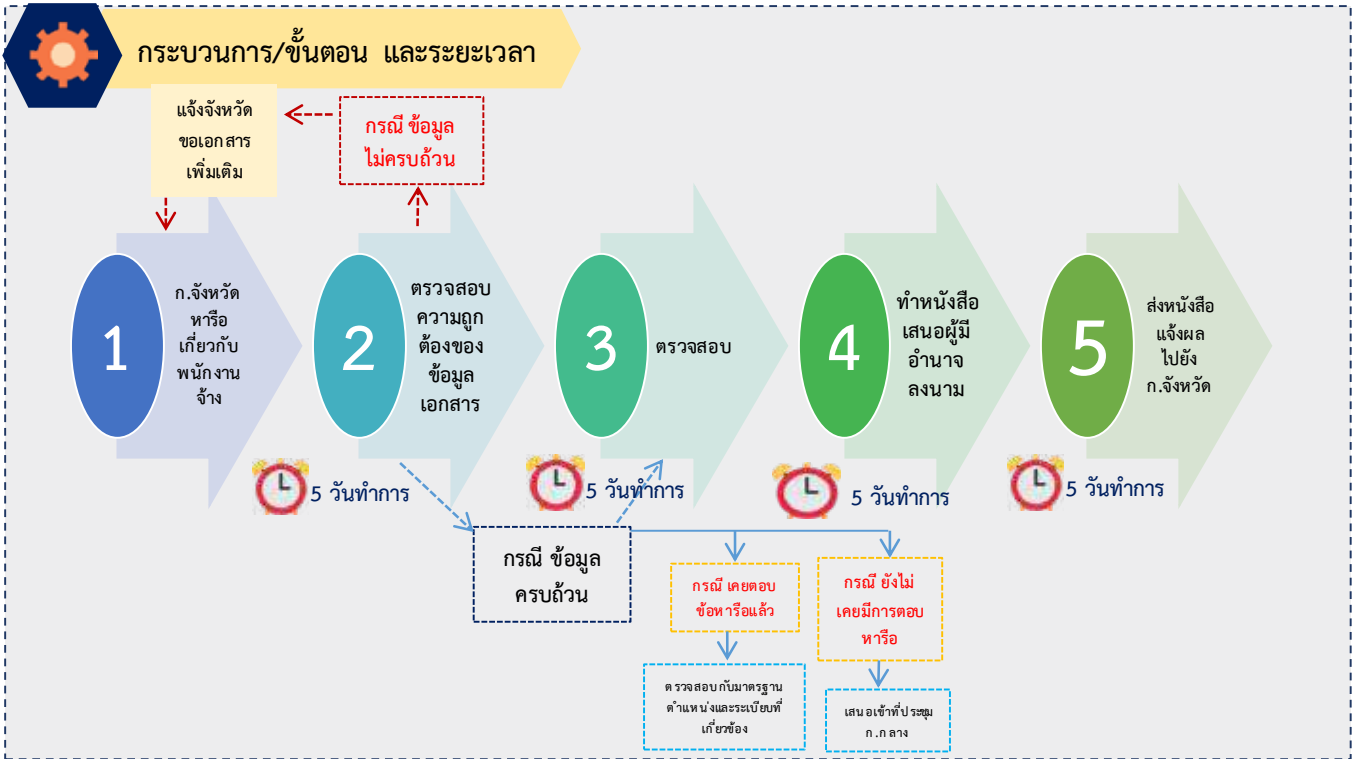 กระบวนการ/ขั้นตอน และระยะเวลา
แจ้งจังหวัด
ขอเอกสาร
เพิ่มเติม
กรณี ข้อมูล
ไม่ครบถ้วน
1
ก.จังหวัด
หารือ
เกี่ยวกับ
พนักงาน
จ้าง
2
ตรวจสอบ
ความถูก
ต้องของ
ข้อมูล
เอกสาร
3
ตรวจสอบ
4
ทำหนังสือ
เสนอผู้มี
อำนาจ
ลงนาม
5
ส่งหนังสือ
แจ้งผล
ไปยัง
ก.จังหวัด
5 วันทำการ
5 วันทำการ
5 วันทำการ
5 วันทำการ
กรณี ข้อมูล
ครบถ้วน
กรณี เคยตอบ
ข้อหารือแล้ว
กรณี ยังไม่
เคยมีการตอบ
หารือ
ตรวจสอบกับมาตรฐาน
ตำแหน่งและระเบียบที่
เกี่ยวข้อง
เสนอเข้าที่ประชุม
ก.กลาง